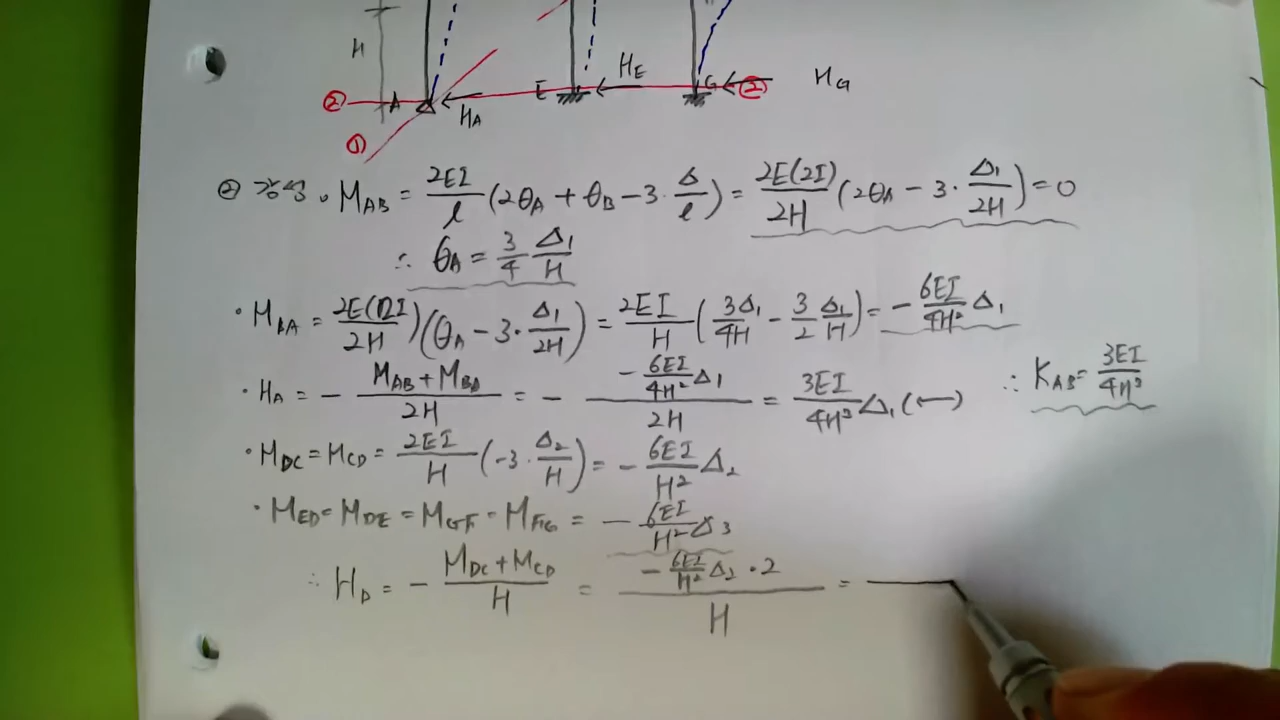 H
② A H_A E H_E G ② H_G
①
② 강성 • M_AB = 2EI/l (2θ_A + θ_B - 3·Δ/l) = 2E(2I)/2H (2θ_A - 3·Δ_1/2H) = 0
∴ θ_A = 3/4 Δ_1/H
• M_BA = 2E(2I)/2H (θ_A - 3·Δ_1/2H) = 2EI/H (3Δ_1/4H - 3/2 Δ_1/H) = - 6EI/4H² Δ_1
• H_A = - (M_AB + M_BA)/2H = - (- 6EI/4H² Δ_1)/2H = 3EI/4H³ Δ_1 (←) ∴ K_AB = 3EI/4H³
• M_DC = M_CD = 2EI/H (-3·Δ_2/H) = - 6EI/H² Δ_2
• M_ED = M_DE = M_GF = M_FG = - 6EI/H² Δ_3
∴ H_D = - (M_DC + M_CD)/H = (- 6EI/H² Δ_2 · 2)/H =